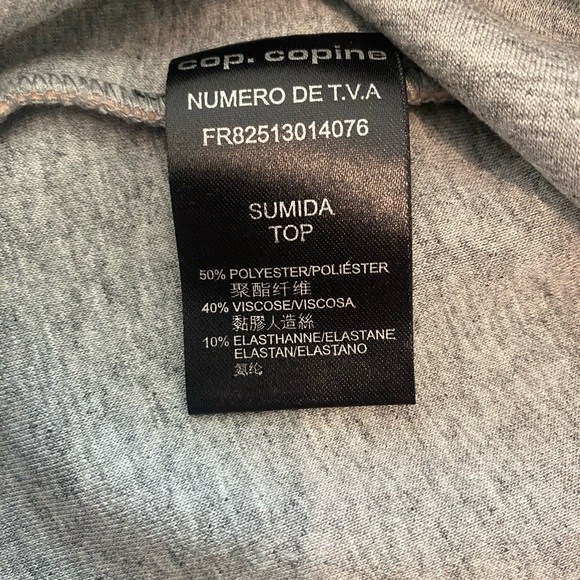 cop. copine
NUMERO DE T.V.A
FR82513014076
SUMIDA
TOP
50% POLYESTER/POLIÉSTER
聚酯纤维
40% VISCOSE/VISCOSA
黏膠人造絲
10% ELASTHANNE/ELASTANE
ELASTAN/ELASTANO
氨纶